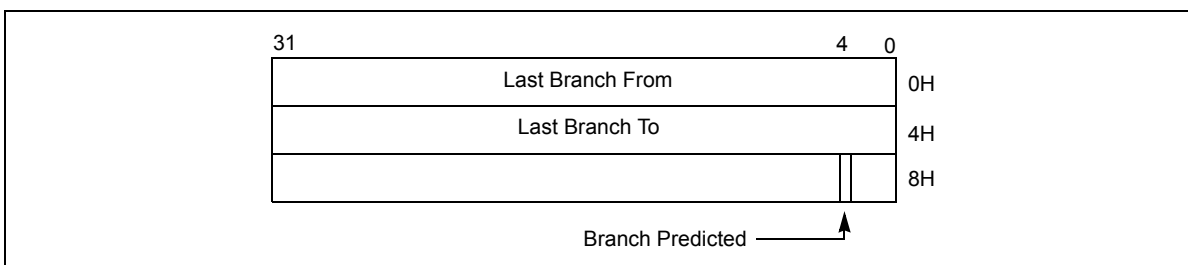 31 4 0
Last Branch From 0H
Last Branch To 4H
8H
Branch Predicted